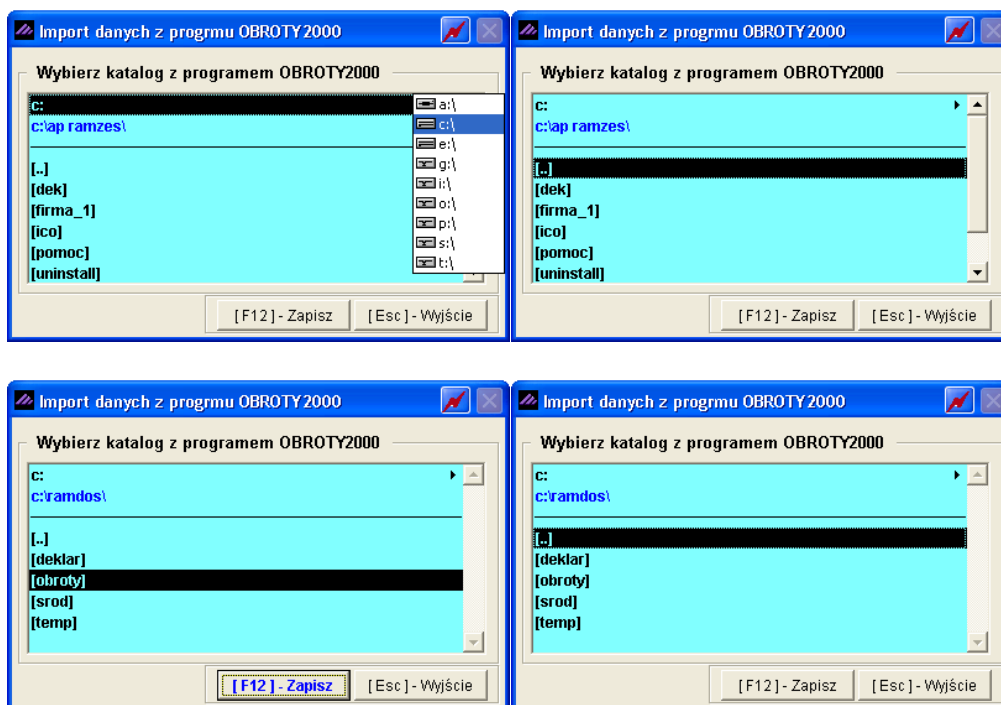 Import danych z progrmu OBROTY2000
Wybierz katalog z programem OBROTY2000
c:
c:\ap ramzes\
[..]
[dek]
[firma_1]
[ico]
[pomoc]
[uninstall]
a:\
c:\
e:\
g:\
i:\
o:\
p:\
s:\
t:\
[ F12 ] - Zapisz
[ Esc ] - Wyjście
Import danych z progrmu OBROTY2000
Wybierz katalog z programem OBROTY2000
c:
c:\ap ramzes\
[..]
[dek]
[firma_1]
[ico]
[pomoc]
[uninstall]
[ F12 ] - Zapisz
[ Esc ] - Wyjście
Import danych z progrmu OBROTY2000
Wybierz katalog z programem OBROTY2000
c:
c:\ramdos\
[..]
[deklar]
[obroty]
[srod]
[temp]
[ F12 ] - Zapisz
[ Esc ] - Wyjście
Import danych z progrmu OBROTY2000
Wybierz katalog z programem OBROTY2000
c:
c:\ramdos\
[..]
[deklar]
[obroty]
[srod]
[temp]
[ F12 ] - Zapisz
[ Esc ] - Wyjście